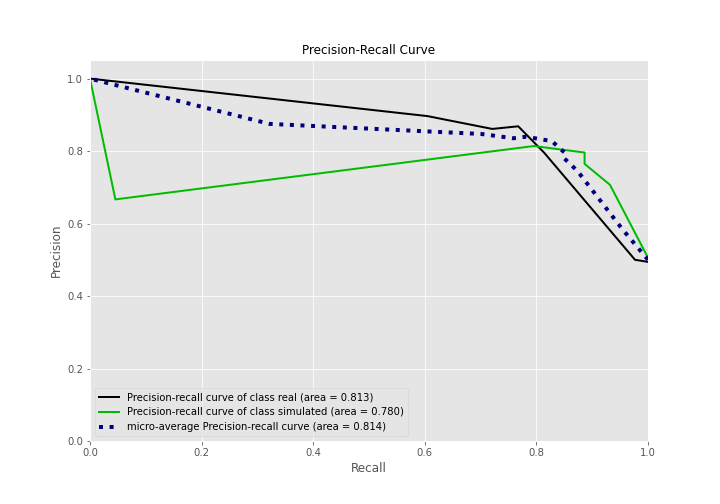 Precision-Recall Curve
1.0
0.8
0.6
0.4
0.2
0.0
Precision
Precision-recall curve of class real (area = 0.813)
Precision-recall curve of class simulated (area = 0.780)
micro-average Precision-recall curve (area = 0.814)
0.0 0.2 0.4 0.6 0.8 1.0
Recall